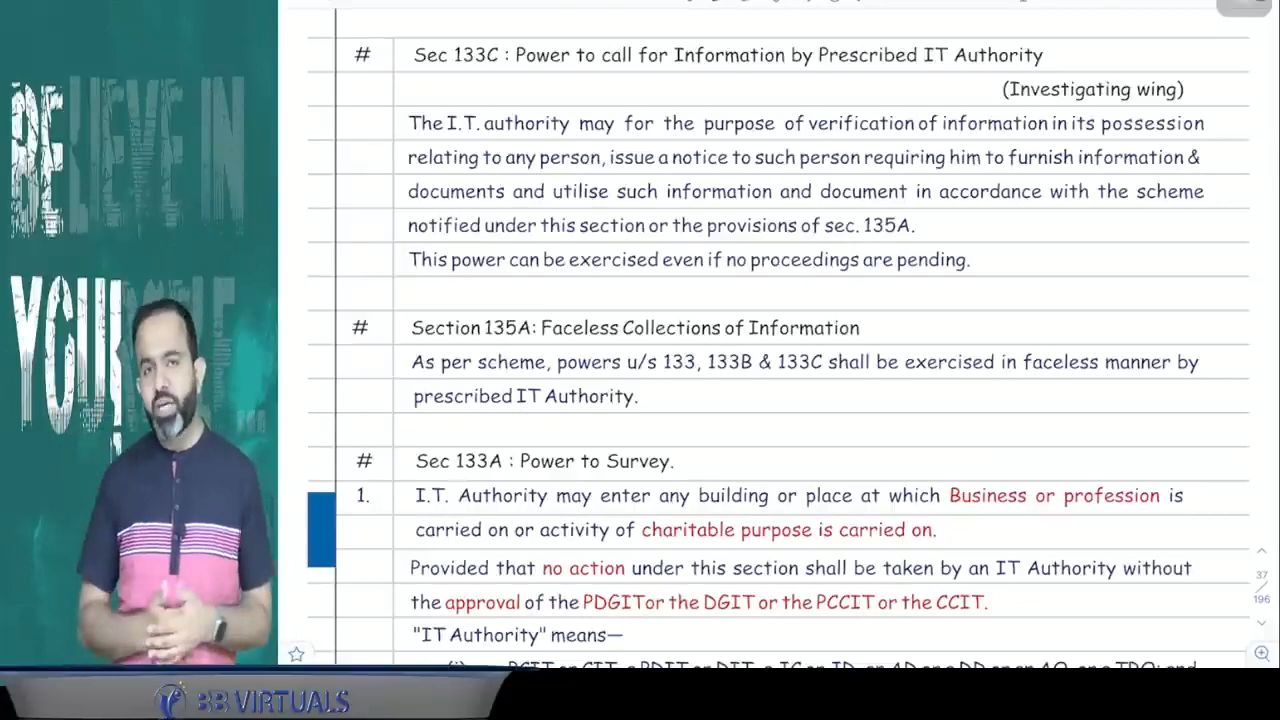 BELIEVE IN
YOURSELF
...
# Sec 133C : Power to call for Information by Prescribed IT Authority
(Investigating wing)
The I.T. authority may for the purpose of verification of information in its possession
relating to any person, issue a notice to such person requiring him to furnish information &
documents and utilise such information and document in accordance with the scheme
notified under this section or the provisions of sec. 135A.
This power can be exercised even if no proceedings are pending.
# Section 135A: Faceless Collections of Information
As per scheme, powers u/s 133, 133B & 133C shall be exercised in faceless manner by
prescribed IT Authority.
# Sec 133A : Power to Survey.
1. I.T. Authority may enter any building or place at which Business or profession is
carried on or activity of charitable purpose is carried on.
Provided that no action under this section shall be taken by an IT Authority without
the approval of the PDGIT or the DGIT or the PCCIT or the CCIT.
"IT Authority" means—
37
/
196
BB VIRTUALS